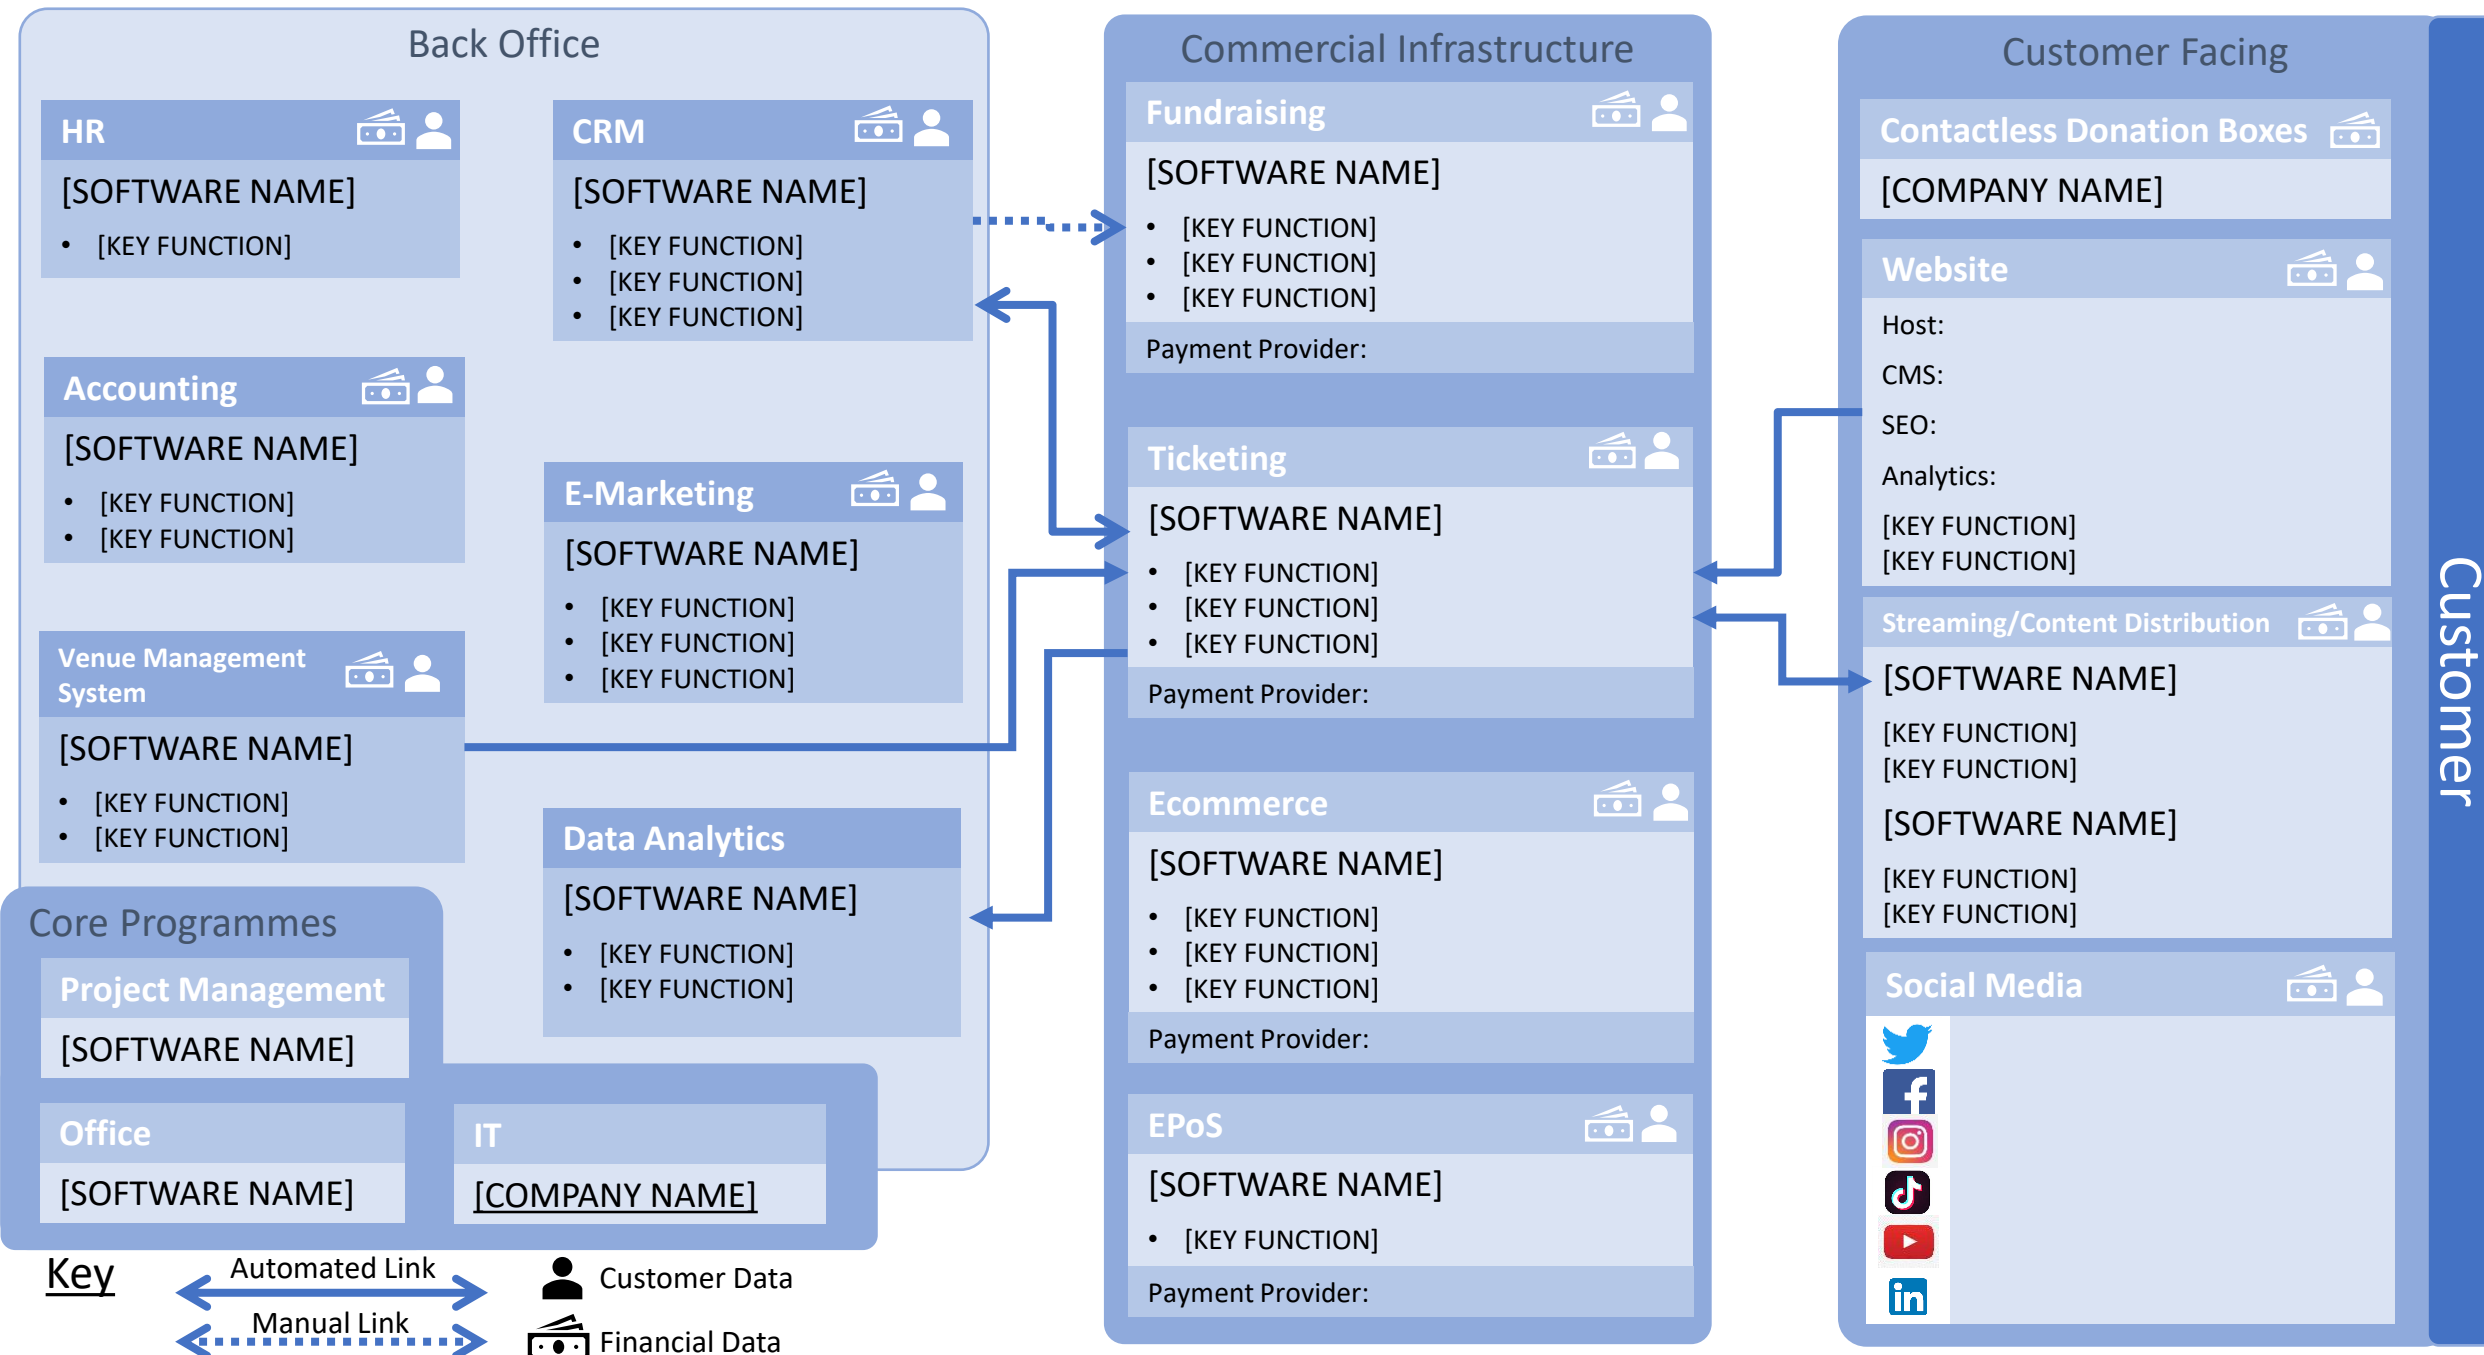 Back Office
HR
[SOFTWARE NAME]
• [KEY FUNCTION]
CRM
[SOFTWARE NAME]
• [KEY FUNCTION]
• [KEY FUNCTION]
• [KEY FUNCTION]
Accounting
[SOFTWARE NAME]
• [KEY FUNCTION]
• [KEY FUNCTION]
E-Marketing
[SOFTWARE NAME]
• [KEY FUNCTION]
• [KEY FUNCTION]
• [KEY FUNCTION]
Venue Management
System
[SOFTWARE NAME]
• [KEY FUNCTION]
• [KEY FUNCTION]
Data Analytics
[SOFTWARE NAME]
• [KEY FUNCTION]
• [KEY FUNCTION]
Core Programmes
Project Management
[SOFTWARE NAME]
Office
[SOFTWARE NAME]
IT
[COMPANY NAME]
Key
Automated Link
Manual Link
Customer Data
Financial Data
Commercial Infrastructure
Fundraising
[SOFTWARE NAME]
• [KEY FUNCTION]
• [KEY FUNCTION]
• [KEY FUNCTION]
Payment Provider:
Ticketing
[SOFTWARE NAME]
• [KEY FUNCTION]
• [KEY FUNCTION]
• [KEY FUNCTION]
Payment Provider:
Ecommerce
[SOFTWARE NAME]
• [KEY FUNCTION]
• [KEY FUNCTION]
• [KEY FUNCTION]
Payment Provider:
EPoS
[SOFTWARE NAME]
• [KEY FUNCTION]
Payment Provider:
Customer Facing
Contactless Donation Boxes
[COMPANY NAME]
Website
Host:
CMS:
SEO:
Analytics:
[KEY FUNCTION]
[KEY FUNCTION]
Streaming/Content Distribution
[SOFTWARE NAME]
[KEY FUNCTION]
[KEY FUNCTION]
[SOFTWARE NAME]
[KEY FUNCTION]
[KEY FUNCTION]
Social Media
f
in
Customer